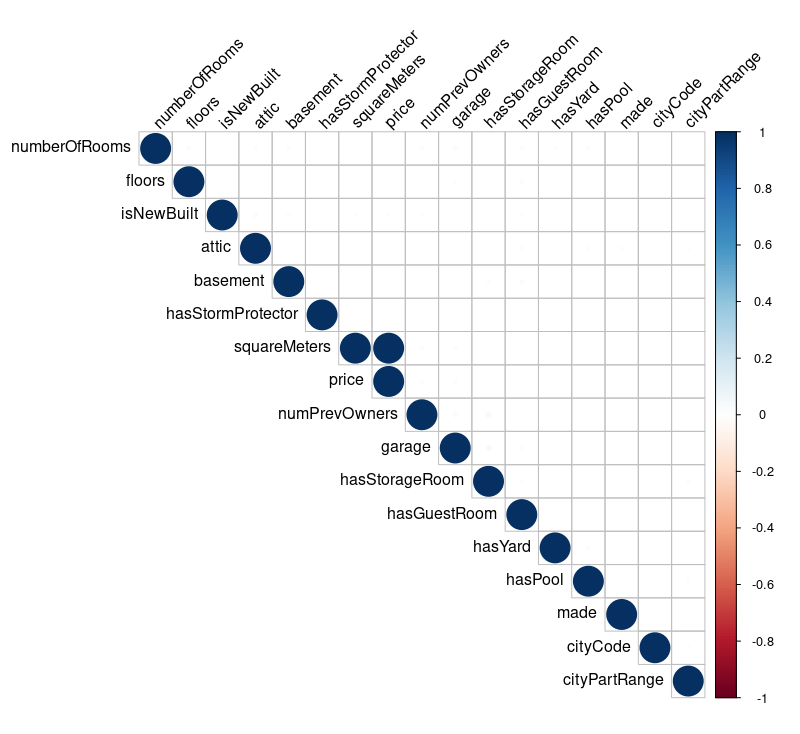 numberOfRooms
floors
isNewBuilt
attic
basement
hasStormProtector
squareMeters
price
numPrevOwners
garage
hasStorageRoom
hasGuestRoom
hasYard
hasPool
made
cityCode
cityPartRange
numberOfRooms
floors
isNewBuilt
attic
basement
hasStormProtector
squareMeters
price
numPrevOwners
garage
hasStorageRoom
hasGuestRoom
hasYard
hasPool
made
cityCode
cityPartRange
1
0.8
0.6
0.4
0.2
0
-0.2
-0.4
-0.6
-0.8
-1